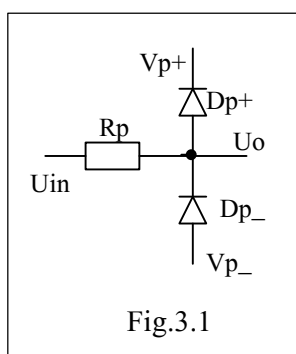 Vp+
Dp+
Rp
Uo
Uin
Dp_
Vp_
Fig.3.1